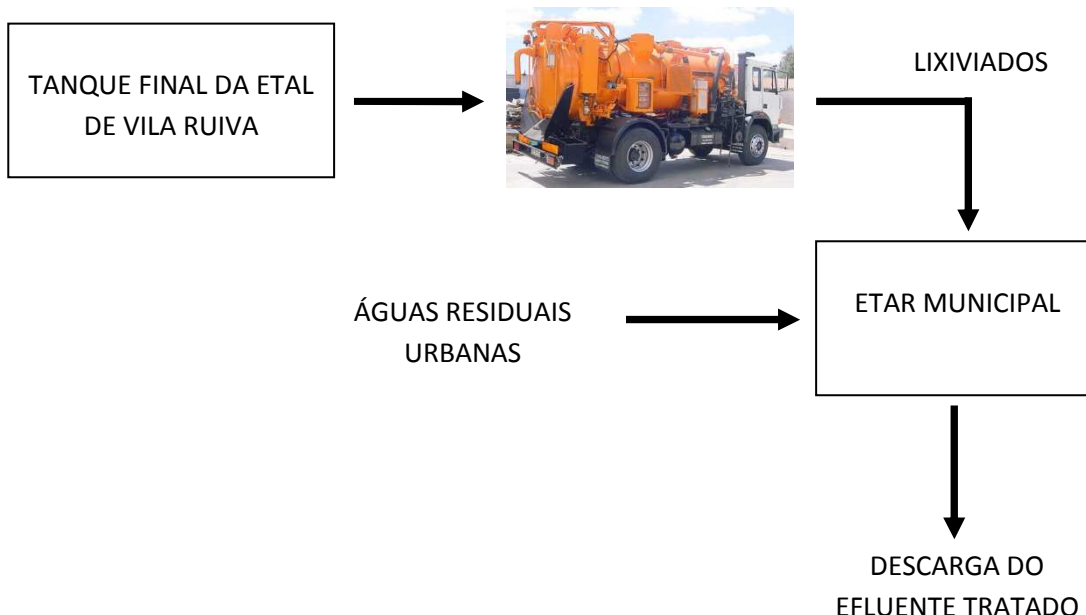 TANQUE FINAL DA ETAL
DE VILA RUIVA
LIXIVIADOS
ÁGUAS RESIDUAIS
URBANAS
ETAR MUNICIPAL
DESCARGA DO
EFLUENTE TRATADO